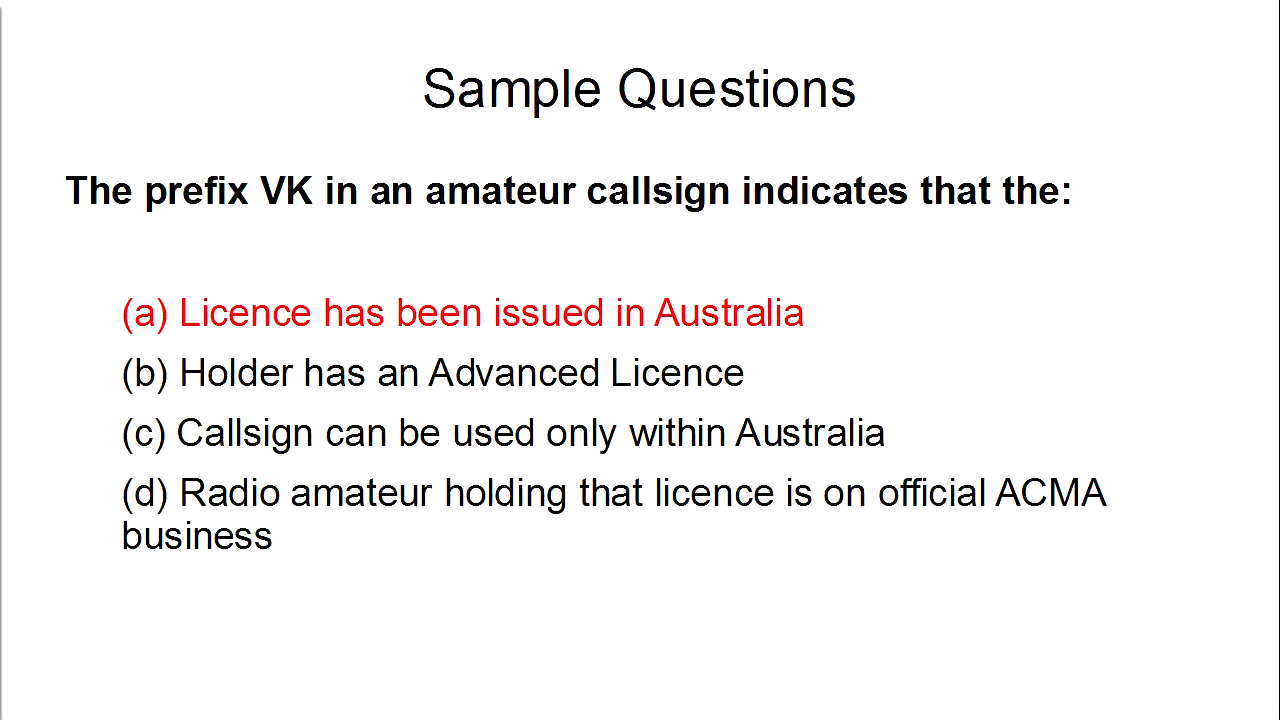 Sample Questions
The prefix VK in an amateur callsign indicates that the:
(a) Licence has been issued in Australia
(b) Holder has an Advanced Licence
(c) Callsign can be used only within Australia
(d) Radio amateur holding that licence is on official ACMA
business